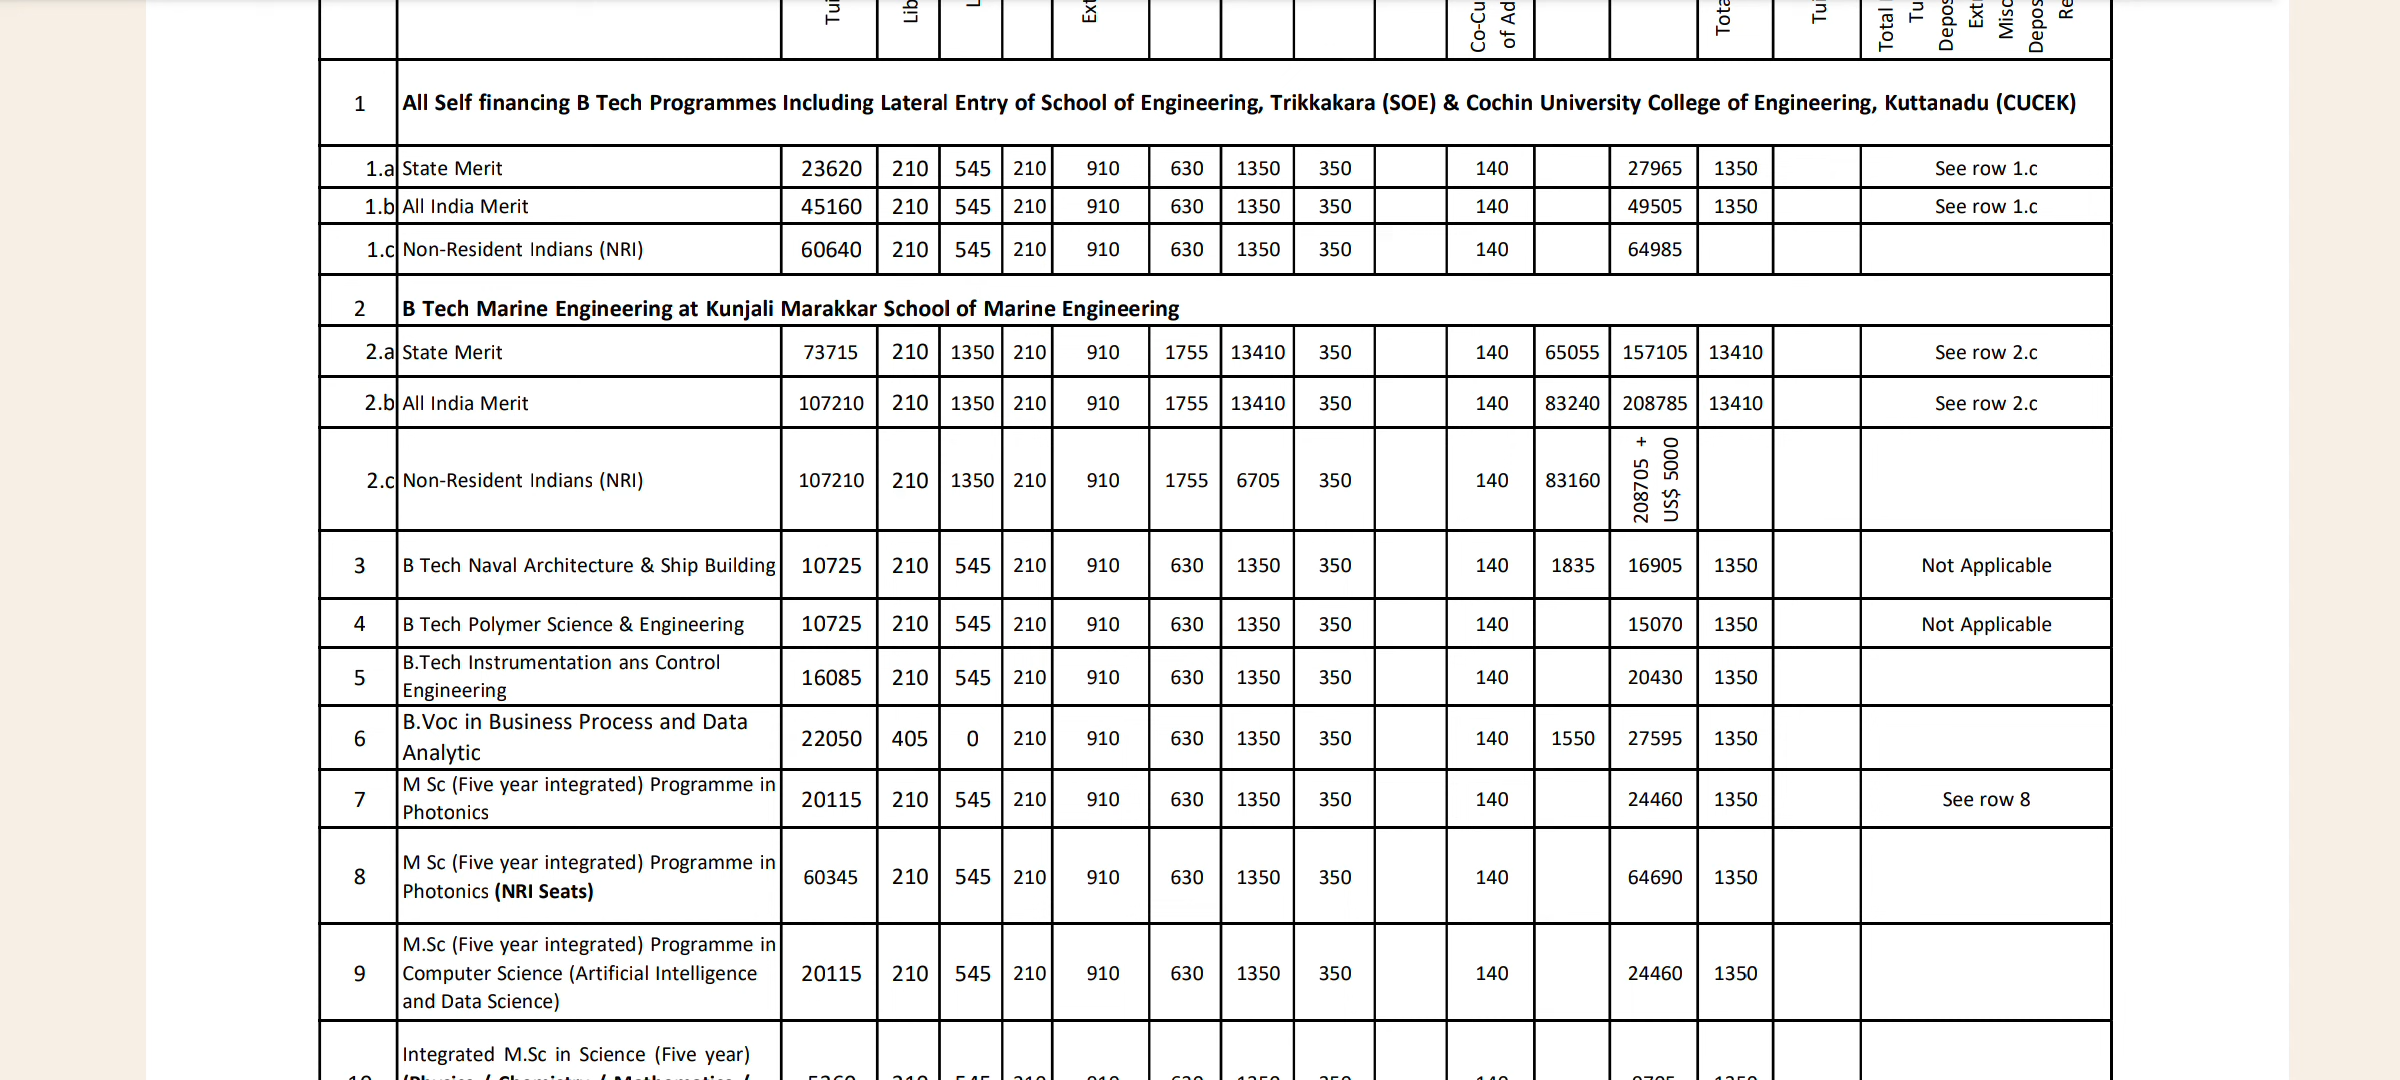 Tui
Lib
L
Ext
Co-Cu
of Ad
Tota
Tui
Total
Tu
Depos
Ext
Misc
Depos
Re
1 All Self financing B Tech Programmes Including Lateral Entry of School of Engineering, Trikkakara (SOE) & Cochin University College of Engineering, Kuttanadu (CUCEK)
1.a State Merit 23620 210 545 210 910 630 1350 350 140 27965 1350 See row 1.c
1.b All India Merit 45160 210 545 210 910 630 1350 350 140 49505 1350 See row 1.c
1.c Non-Resident Indians (NRI) 60640 210 545 210 910 630 1350 350 140 64985
2 B Tech Marine Engineering at Kunjali Marakkar School of Marine Engineering
2.a State Merit 73715 210 1350 210 910 1755 13410 350 140 65055 157105 13410 See row 2.c
2.b All India Merit 107210 210 1350 210 910 1755 13410 350 140 83240 208785 13410 See row 2.c
2.c Non-Resident Indians (NRI) 107210 210 1350 210 910 1755 6705 350 140 83160 208705 +
US$ 5000
3 B Tech Naval Architecture & Ship Building 10725 210 545 210 910 630 1350 350 140 1835 16905 1350 Not Applicable
4 B Tech Polymer Science & Engineering 10725 210 545 210 910 630 1350 350 140 15070 1350 Not Applicable
B.Tech Instrumentation ans Control
5 Engineering 16085 210 545 210 910 630 1350 350 140 20430 1350
B.Voc in Business Process and Data
6 Analytic 22050 405 0 210 910 630 1350 350 140 1550 27595 1350
M Sc (Five year integrated) Programme in
7 Photonics 20115 210 545 210 910 630 1350 350 140 24460 1350 See row 8
M Sc (Five year integrated) Programme in
8 Photonics (NRI Seats) 60345 210 545 210 910 630 1350 350 140 64690 1350
M.Sc (Five year integrated) Programme in
9 Computer Science (Artificial Intelligence 20115 210 545 210 910 630 1350 350 140 24460 1350
and Data Science)
Integrated M.Sc in Science (Five year)